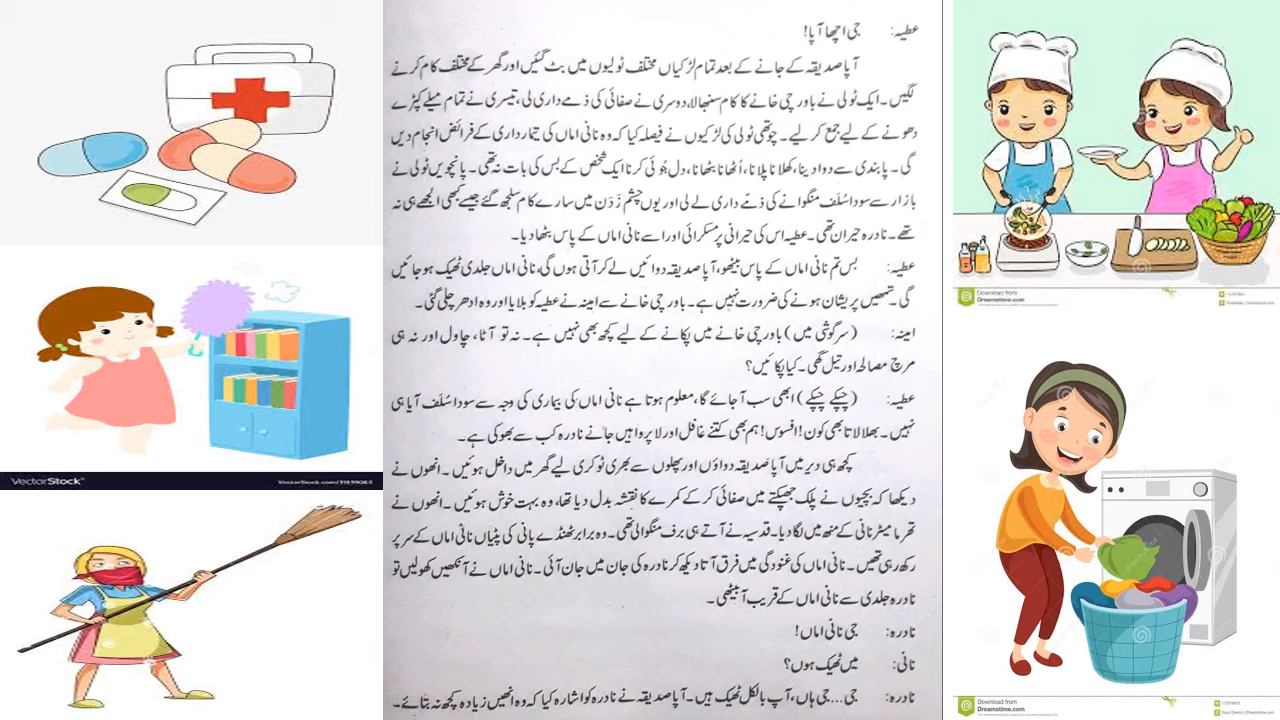 عطیہ: جی اچھا آپا!
آپا صدیقہ کے جانے کے بعد تمام لڑکیاں مختلف ٹولیوں میں بٹ گئیں اور گھر کے مختلف کام کرنے
لگیں۔ ایک ٹولی نے باورچی خانے کا کام سنبھالا، دوسری نے صفائی کی ذمے داری لی، تیسری نے تمام میلے کپڑے
دھونے کے لیے جمع کر لیے۔ چوتھی ٹولی کی لڑکیوں نے فیصلہ کیا کہ وہ نانی اماں کی تیمارداری کے فرائض انجام دیں
گی۔ پابندی سے دوا دینا، کھلانا پلانا، اُٹھانا بٹھانا، دل جُوئی کرنا ایک شخص کے بس کی بات نہ تھی۔ پانچویں ٹولی نے
بازار سے سودا سُلَف منگوانے کی ذمّے داری لے لی اور یوں چشمِ زَدَن میں سارے کام سلجھ گئے جیسے کبھی الجھے ہی نہ
تھے۔ نادرہ حیران تھی۔ عطیہ اس کی حیرانی پر مسکرائی اور اسے نانی اماں کے پاس بٹھا دیا۔
عطیہ: بس تم نانی اماں کے پاس بیٹھو، آپا صدیقہ دوائیں لے کر آتی ہوں گی، نانی اماں جلدی ٹھیک ہو جائیں
گی۔ تمھیں پریشان ہونے کی ضرورت نہیں ہے۔ باورچی خانے سے امینہ نے عطیہ کو بلایا اور وہ ادھر چلی گئی۔
امینہ: (سرگوشی میں) باورچی خانے میں پکانے کے لیے کچھ بھی نہیں ہے۔ نہ تو آٹا، چاول اور نہ ہی
مرچ مصالحہ اور تیل گھی۔ کیا پکائیں؟
عطیہ: (چپکے چپکے) ابھی سب آ جائے گا، معلوم ہوتا ہے نانی اماں کی بیماری کی وجہ سے سودا سُلف آیا ہی
نہیں۔ بھلا لاتا بھی کون! افسوس! ہم بھی کتنے غافل اور لاپروا ہیں جانے نادرہ کب سے بھوکی ہے۔
کچھ ہی دیر میں آپا صدیقہ دواؤں اور پھلوں سے بھری ٹوکری لیے گھر میں داخل ہوئیں۔ انھوں نے
دیکھا کہ بچیوں نے پلک جھپکتے میں صفائی کر کے کمرے کا نقشہ بدل دیا تھا، وہ بہت خوش ہوئیں۔ انھوں نے
تھرمامیٹر نانی کے منھ میں لگا دیا۔ قدسیہ نے آتے ہی برف منگوالی تھی۔ وہ برابر ٹھنڈے پانی کی پٹیاں نانی اماں کے سر پر
رکھ رہی تھیں۔ نانی اماں کی غنودگی میں فرق آتا دیکھ کر نادرہ کی جان میں جان آئی۔ نانی اماں نے آنکھیں کھولیں تو
نادرہ جلدی سے نانی اماں کے قریب آ بیٹھی۔
نادرہ: جی نانی اماں!
نانی: میں ٹھیک ہوں؟
نادرہ: جی... جی ہاں، آپ بالکل ٹھیک ہیں۔ آپا صدیقہ نے نادرہ کو اشارہ کیا کہ وہ انھیں زیادہ کچھ نہ بتائے۔
VectorStock®
Download from
Dreamstime.com
Download from
Dreamstime.com